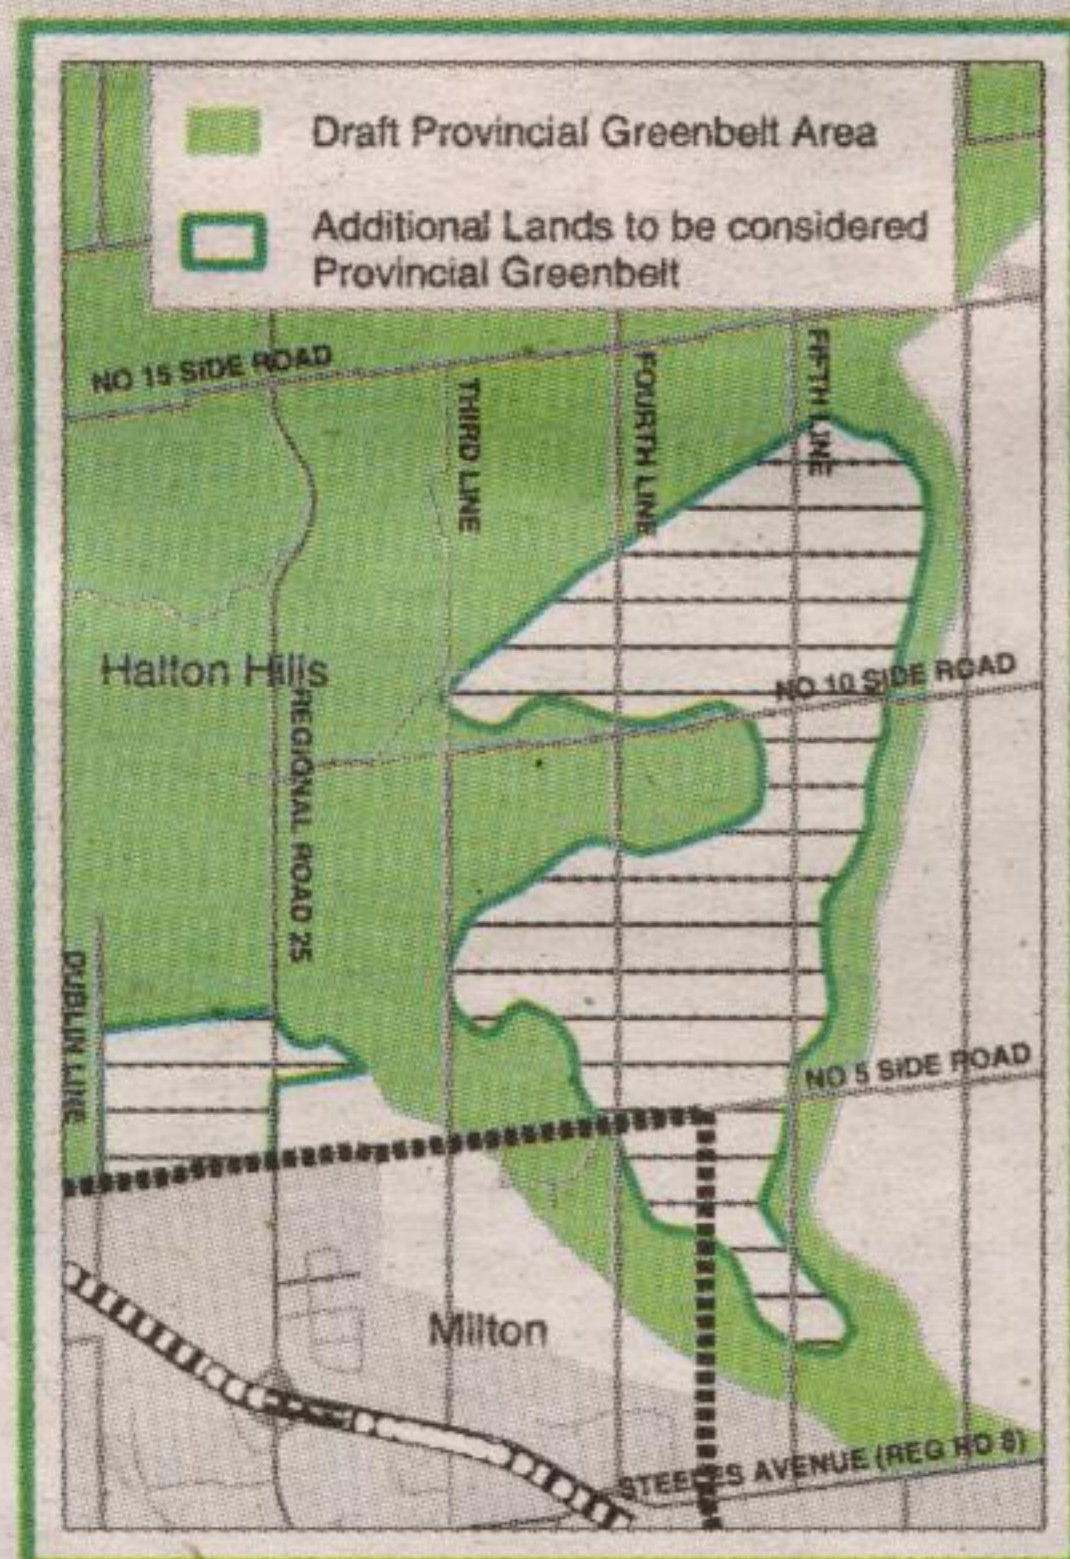 Draft Provincial Greenbelt Area
Additional Lands to be considered
Provincial Greenbelt
NO 15 SIDE ROAD
THIRD LINE
FOURTH LINE
FIFTH LINE
Halton Hills
REGIONAL ROAD 25
NO 10 SIDE ROAD
DUBLIN LINE
NO 5 SIDE ROAD
Milton
STEELES AVENUE (REG RD 8)